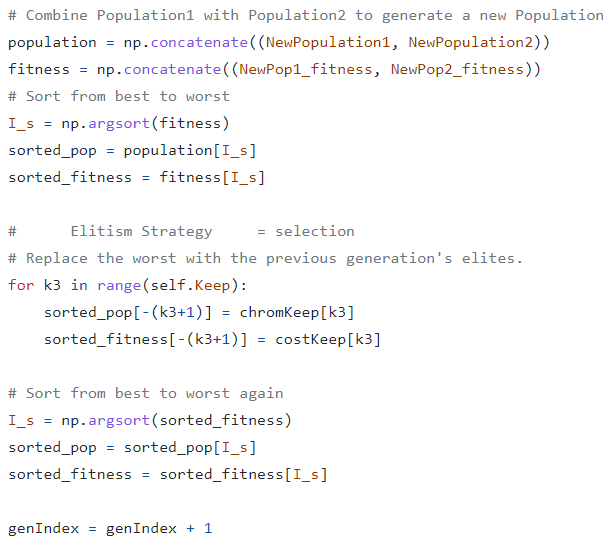 # Combine Population1 with Population2 to generate a new Population
population = np.concatenate((NewPopulation1, NewPopulation2))
fitness = np.concatenate((NewPop1_fitness, NewPop2_fitness))
# Sort from best to worst
I_s = np.argsort(fitness)
sorted_pop = population[I_s]
sorted_fitness = fitness[I_s]

#      Elitism Strategy     = selection
# Replace the worst with the previous generation's elites.
for k3 in range(self.Keep):
    sorted_pop[-(k3+1)] = chromKeep[k3]
    sorted_fitness[-(k3+1)] = costKeep[k3]

# Sort from best to worst again
I_s = np.argsort(sorted_fitness)
sorted_pop = sorted_pop[I_s]
sorted_fitness = sorted_fitness[I_s]

genIndex = genIndex + 1